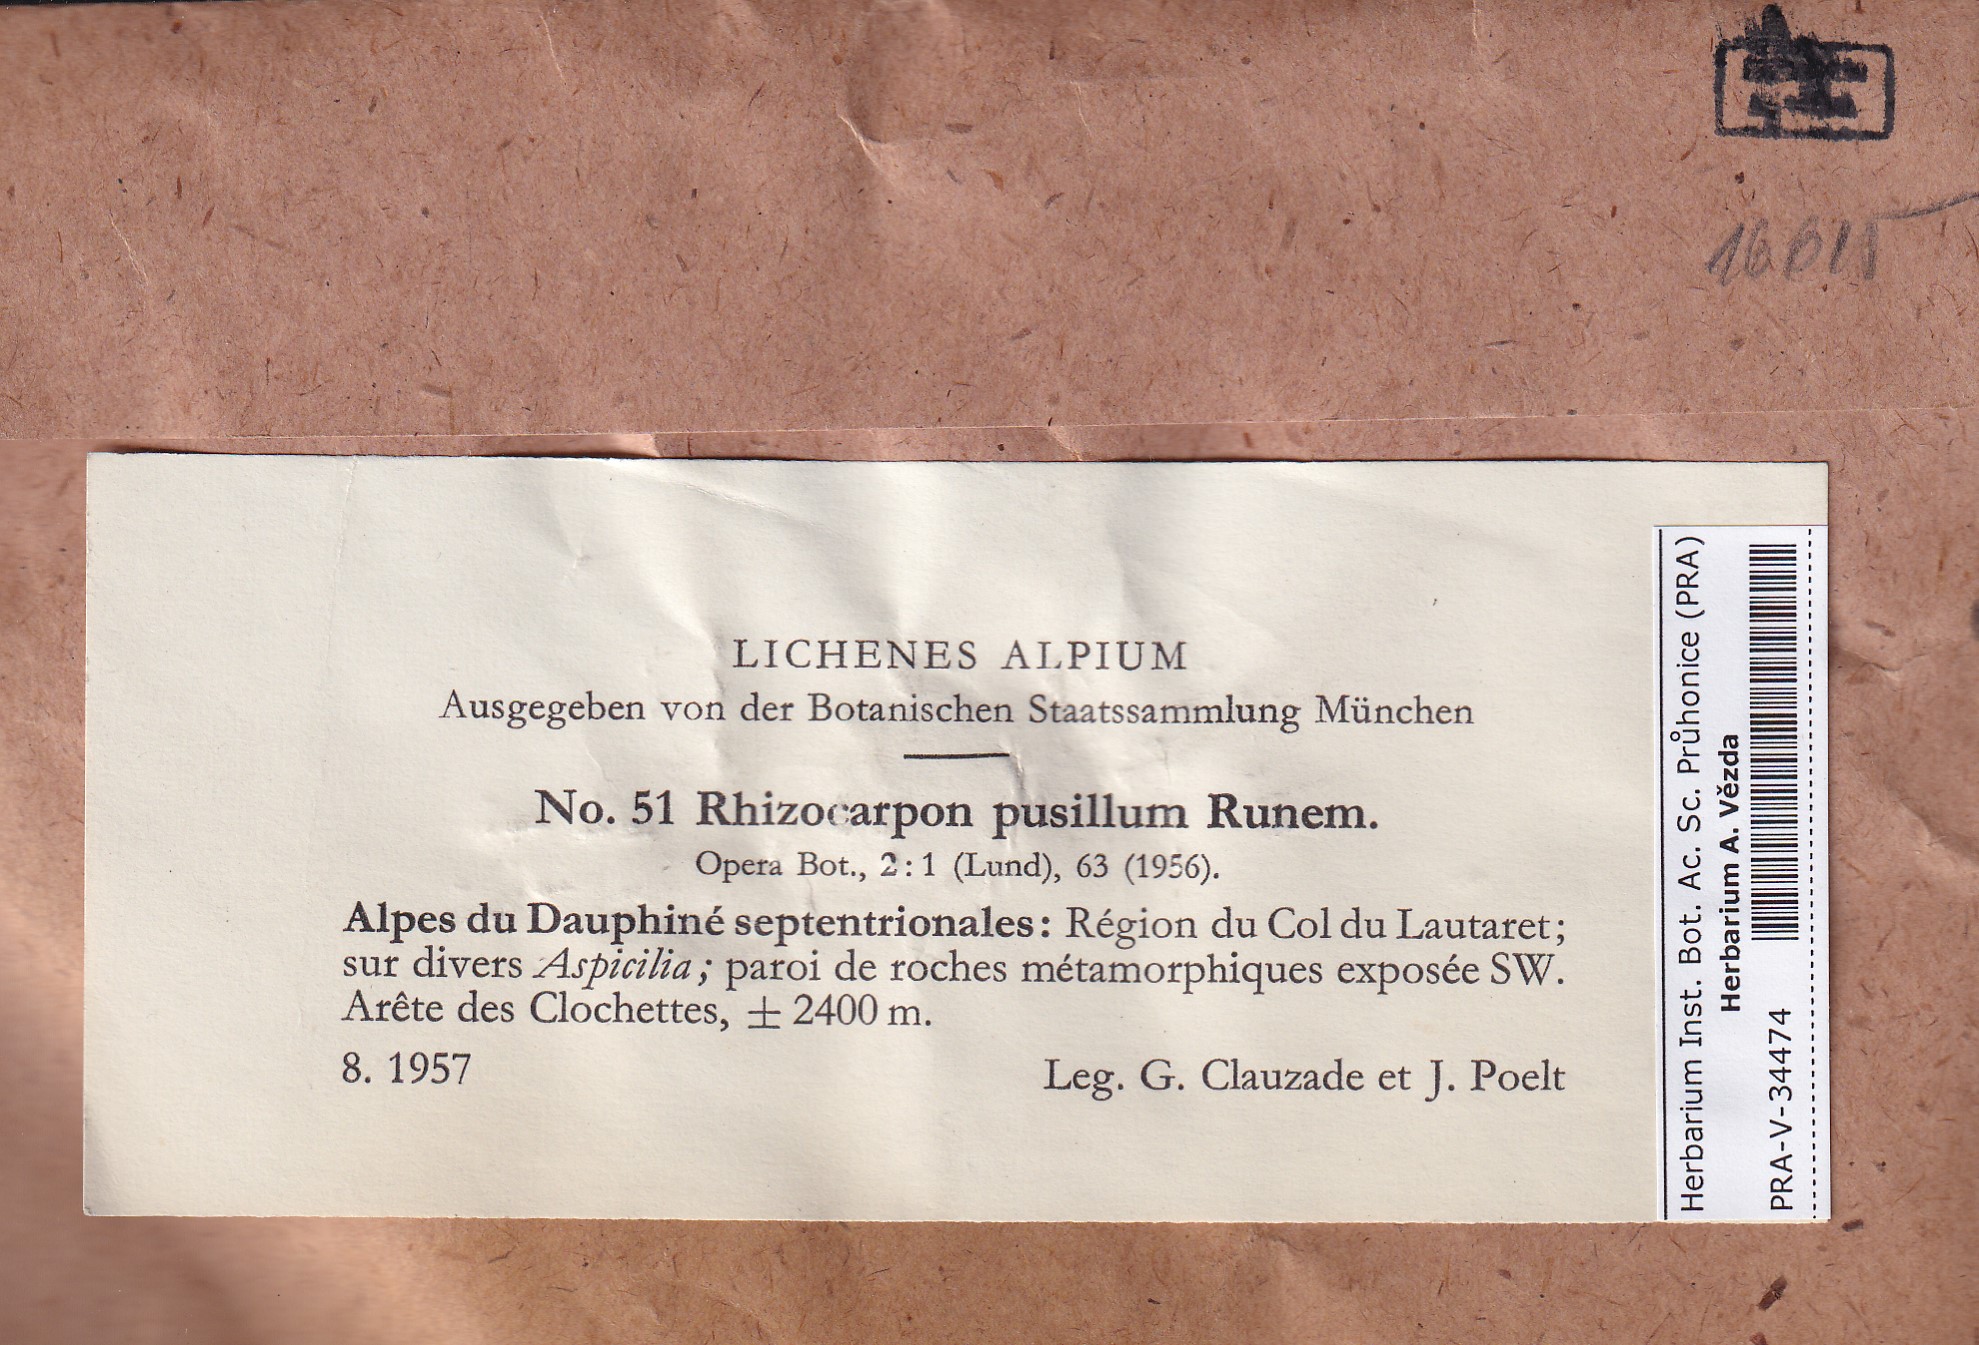 16615
LICHENES ALPIUM
Ausgegeben von der Botanischen Staatssammlung München
No. 51 Rhizocarpon pusillum Runem.
Opera Bot., 2:1 (Lund), 63 (1956).
Alpes du Dauphiné septentrionales: Région du Col du Lautaret;
sur divers Aspicilia; paroi de roches métamorphiques exposée SW.
Arête des Clochettes, ± 2400 m.
8. 1957 Leg. G. Clauzade et J. Poelt
Herbarium Inst. Bot. Ac. Sc. Průhonice (PRA)
Herbarium A. Vězda
PRA-V-34474